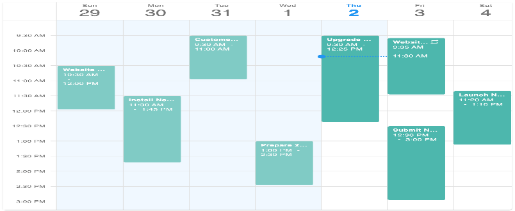 Sun Mon Tue Wed Thu Fri Sat
29 30 31 1 2 3 4
9:30 AM
10:00 AM
10:30 AM
11:00 AM
11:30 AM
12:00 PM
12:30 PM
1:00 PM
1:30 PM
2:00 PM
2:30 PM
3:00 PM
Website ...
10:30 AM
-
12:00 PM
Install Ne...
11:30 AM
- 1:45 PM
Custome...
9:30 AM
11:00 AM
Prepare 2...
1:00 PM -
2:30 PM
Upgrade ...
9:30 AM
12:25 PM
Websit...
9:35 AM
11:30 AM
Submit N...
12:30 PM
- 3:00 PM
Launch N...
11:20 AM
- 1:10 PM